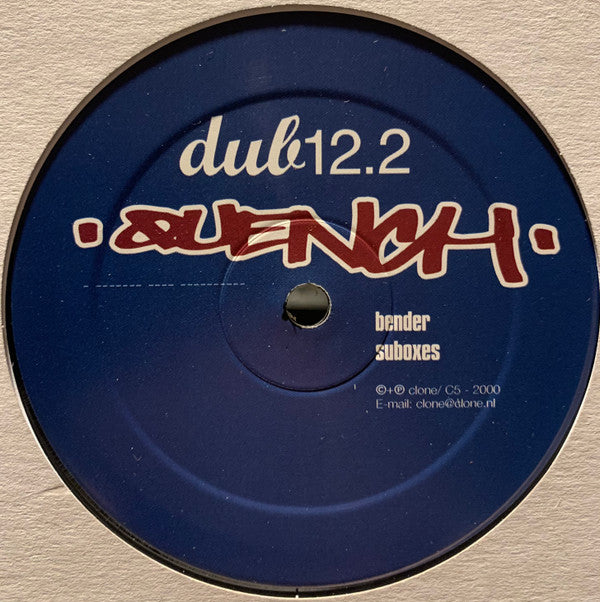 dub12.2
·QUENCH·
bender
suboxes
©+℗ clone/ C5 - 2000
E-mail: clone@clone.nl